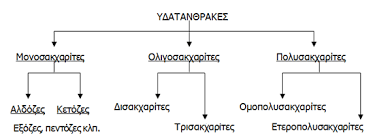 ΥΔΑΤΑΝΘΡΑΚΕΣ
Μονοσακχαρίτες Ολιγοσακχαρίτες Πολυσακχαρίτες
Αλδόζες Κετόζες Δισακχαρίτες Ομοπολυσακχαρίτες
Εξόζες, πεντόζες κλπ. Τρισακχαρίτες Ετεροπολυσακχαρίτες